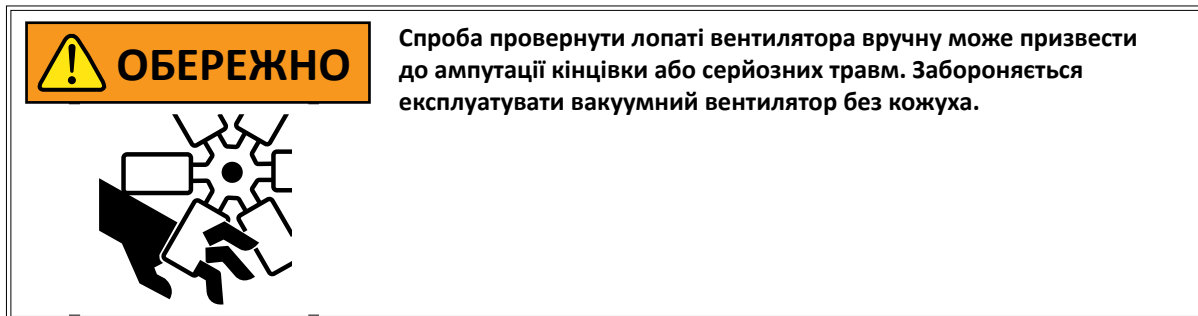 ОБЕРЕЖНО
Спроба провернути лопаті вентилятора вручну може призвести
до ампутації кінцівки або серйозних травм. Забороняється
експлуатувати вакуумний вентилятор без кожуха.